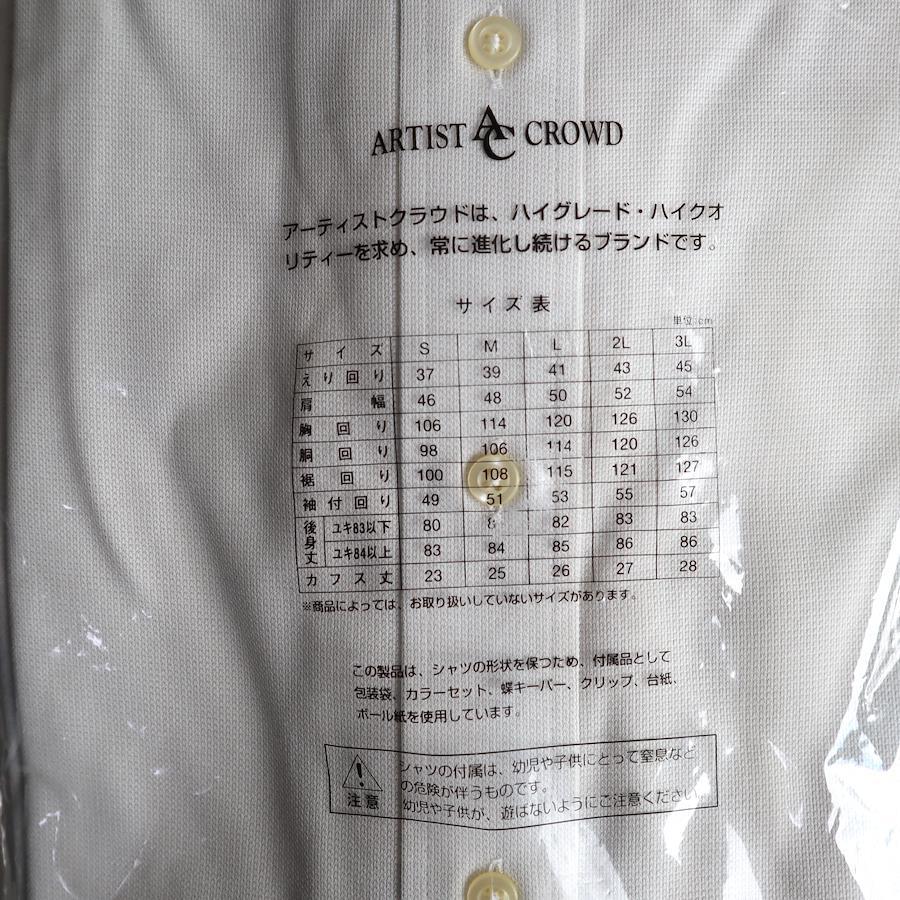 ARTIST AC CROWD
アーティストクラウドは、ハイグレード・ハイクオ
リティーを求め、常に進化し続けるブランドです。
サイズ表
単位:cm
サイズ S M L 2L 3L
えり回り 37 39 41 43 45
肩幅 46 48 50 52 54
胸回り 106 114 120 126 130
胴回り 98 106 114 120 126
裾回り 100 108 115 121 127
袖付回り 49 51 53 55 57
後身丈 ユキ83以下 80 8 82 83 83
ユキ84以上 83 84 85 86 86
カフス丈 23 25 26 27 28
※商品によっては、お取り扱いしていないサイズがあります。
この製品は、シャツの形状を保つため、付属品として
包装袋、カラーセット、蝶キーパー、クリップ、台紙、
ボール紙を使用しています。
注意
シャツの付属は、幼児や子供にとって窒息など
の危険が伴うものです。
幼児や子供が、遊ばないようにご注意ください